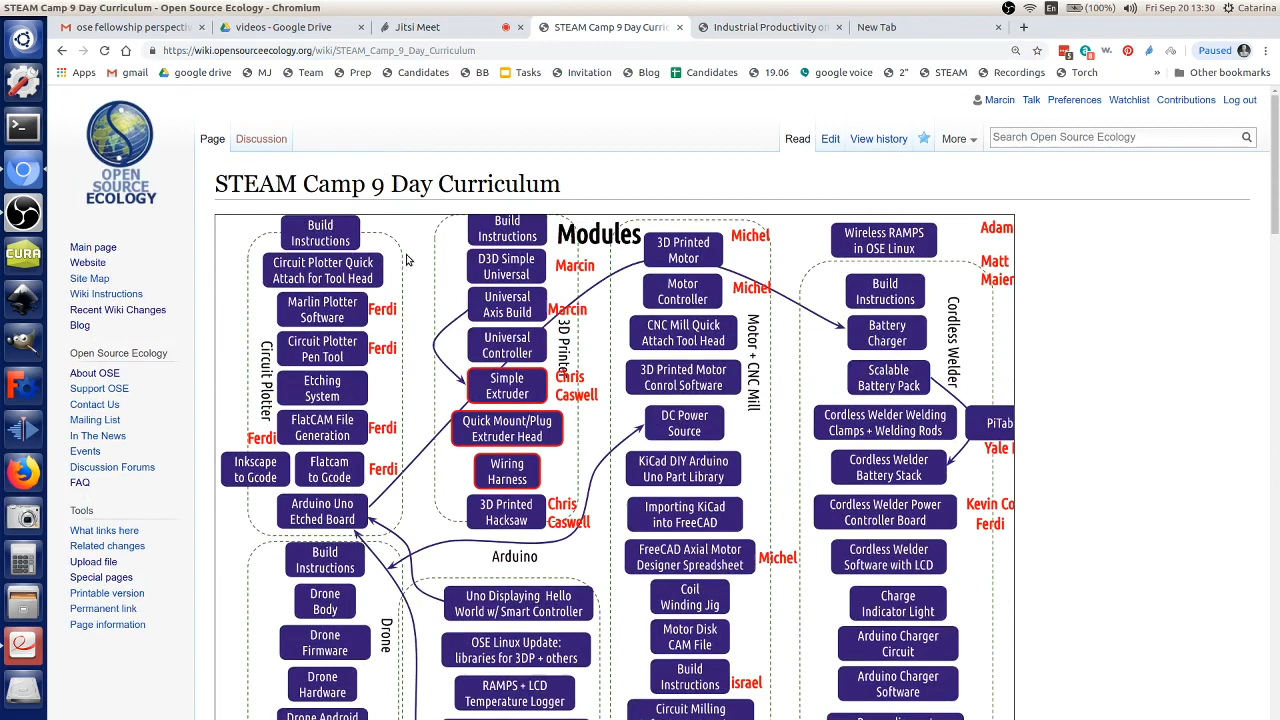 STEAM Camp 9 Day Curriculum - Open Source Ecology - Chromium
En
(100%)
Fri Sep 20 13:30
Catarina
ose fellowship perspectiv
videos - Google Drive
Jitsi Meet
STEAM Camp 9 Day Curric
Industrial Productivity on
New Tab
https://wiki.opensourceecology.org/wiki/STEAM_Camp_9_Day_Curriculum
Paused
Apps
gmail
google drive
MJ
Team
Prep
Candidates
BB
Tasks
Invitation
Blog
Candidates
19.06
google voice
2"
STEAM
Recordings
Torch
»
Other bookmarks
Marcin
Talk
Preferences
Watchlist
Contributions
Log out
OPEN
SOURCE
ECOLOGY
Page
Discussion
Read
Edit
View history
More
Search Open Source Ecology
STEAM Camp 9 Day Curriculum
Main page
Website
Site Map
Wiki Instructions
Recent Wiki Changes
Blog
Open Source Ecology
About OSE
Support OSE
Contact Us
Mailing List
In The News
Events
Discussion Forums
FAQ
Tools
What links here
Related changes
Upload file
Special pages
Printable version
Permanent link
Page information
CURA
Modules
Build
Instructions
Circuit Plotter Quick
Attach for Tool Head
Marlin Plotter
Software
Ferdi
Circuit Plotter
Pen Tool
Ferdi
Etching
System
FlatCAM File
Generation
Ferdi
Ferdi
Inkscape
to Gcode
Flatcam
to Gcode
Ferdi
Arduino Uno
Etched Board
Circuit Plotter
Build
Instructions
Drone
Body
Drone
Firmware
Drone
Hardware
Drone Android
Drone
Build
Instructions
D3D Simple
Universal
Marcin
Universal
Axis Build
Marcin
Universal
Controller
3D Printer
Simple
Extruder
Chris
Caswell
Quick Mount/Plug
Extruder Head
Wiring
Harness
3D Printed
Hacksaw
Chris
Caswell
Arduino
Uno Displaying Hello
World w/ Smart Controller
OSE Linux Update:
libraries for 3DP + others
RAMPS + LCD
Temperature Logger
3D Printed
Motor
Michel
Motor
Controller
Michel
CNC Mill Quick
Attach Tool Head
3D Printed Motor
Conrol Software
Motor + CNC Mill
DC Power
Source
KiCad DIY Arduino
Uno Part Library
Importing KiCad
into FreeCAD
FreeCAD Axial Motor
Designer Spreadsheet
Michel
Coil
Winding Jig
Motor Disk
CAM File
Build
Instructions
israel
Circuit Milling
Wireless RAMPS
in OSE Linux
Adam
Matt
Maier
Build
Instructions
Battery
Charger
Scalable
Battery Pack
Cordless Welder
Cordless Welder Welding
Clamps + Welding Rods
PiTab
Yale
Cordless Welder
Battery Stack
Cordless Welder Power
Controller Board
Kevin Co
Ferdi
Cordless Welder
Software with LCD
Charge
Indicator Light
Arduino Charger
Circuit
Arduino Charger
Software